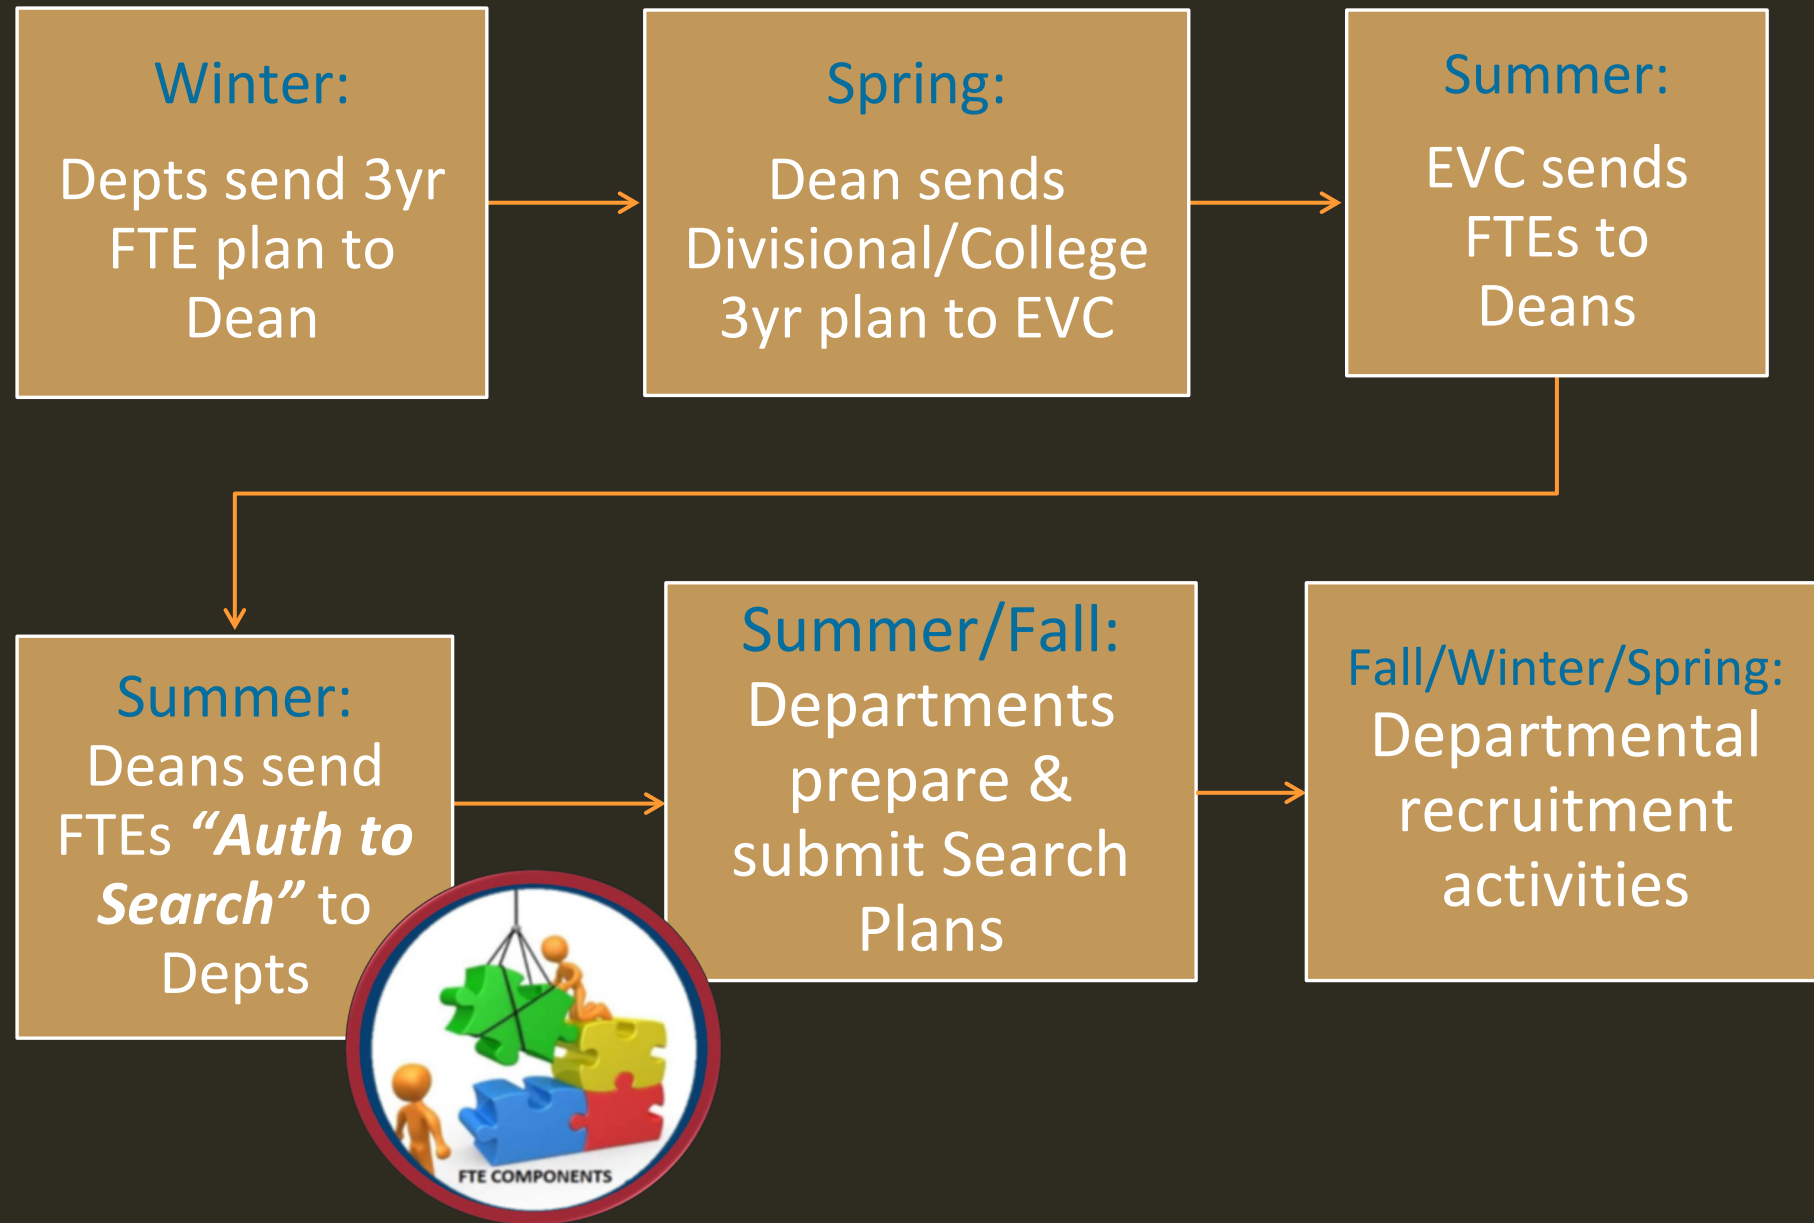 Winter:
Depts send 3yr
FTE plan to
Dean
Spring:
Dean sends
Divisional/College
3yr plan to EVC
Summer:
EVC sends
FTEs to
Deans
Summer:
Deans send
FTEs “Auth to
Search” to
Depts
Summer/Fall:
Departments
prepare &
submit Search
Plans
Fall/Winter/Spring:
Departmental
recruitment
activities
FTE COMPONENTS